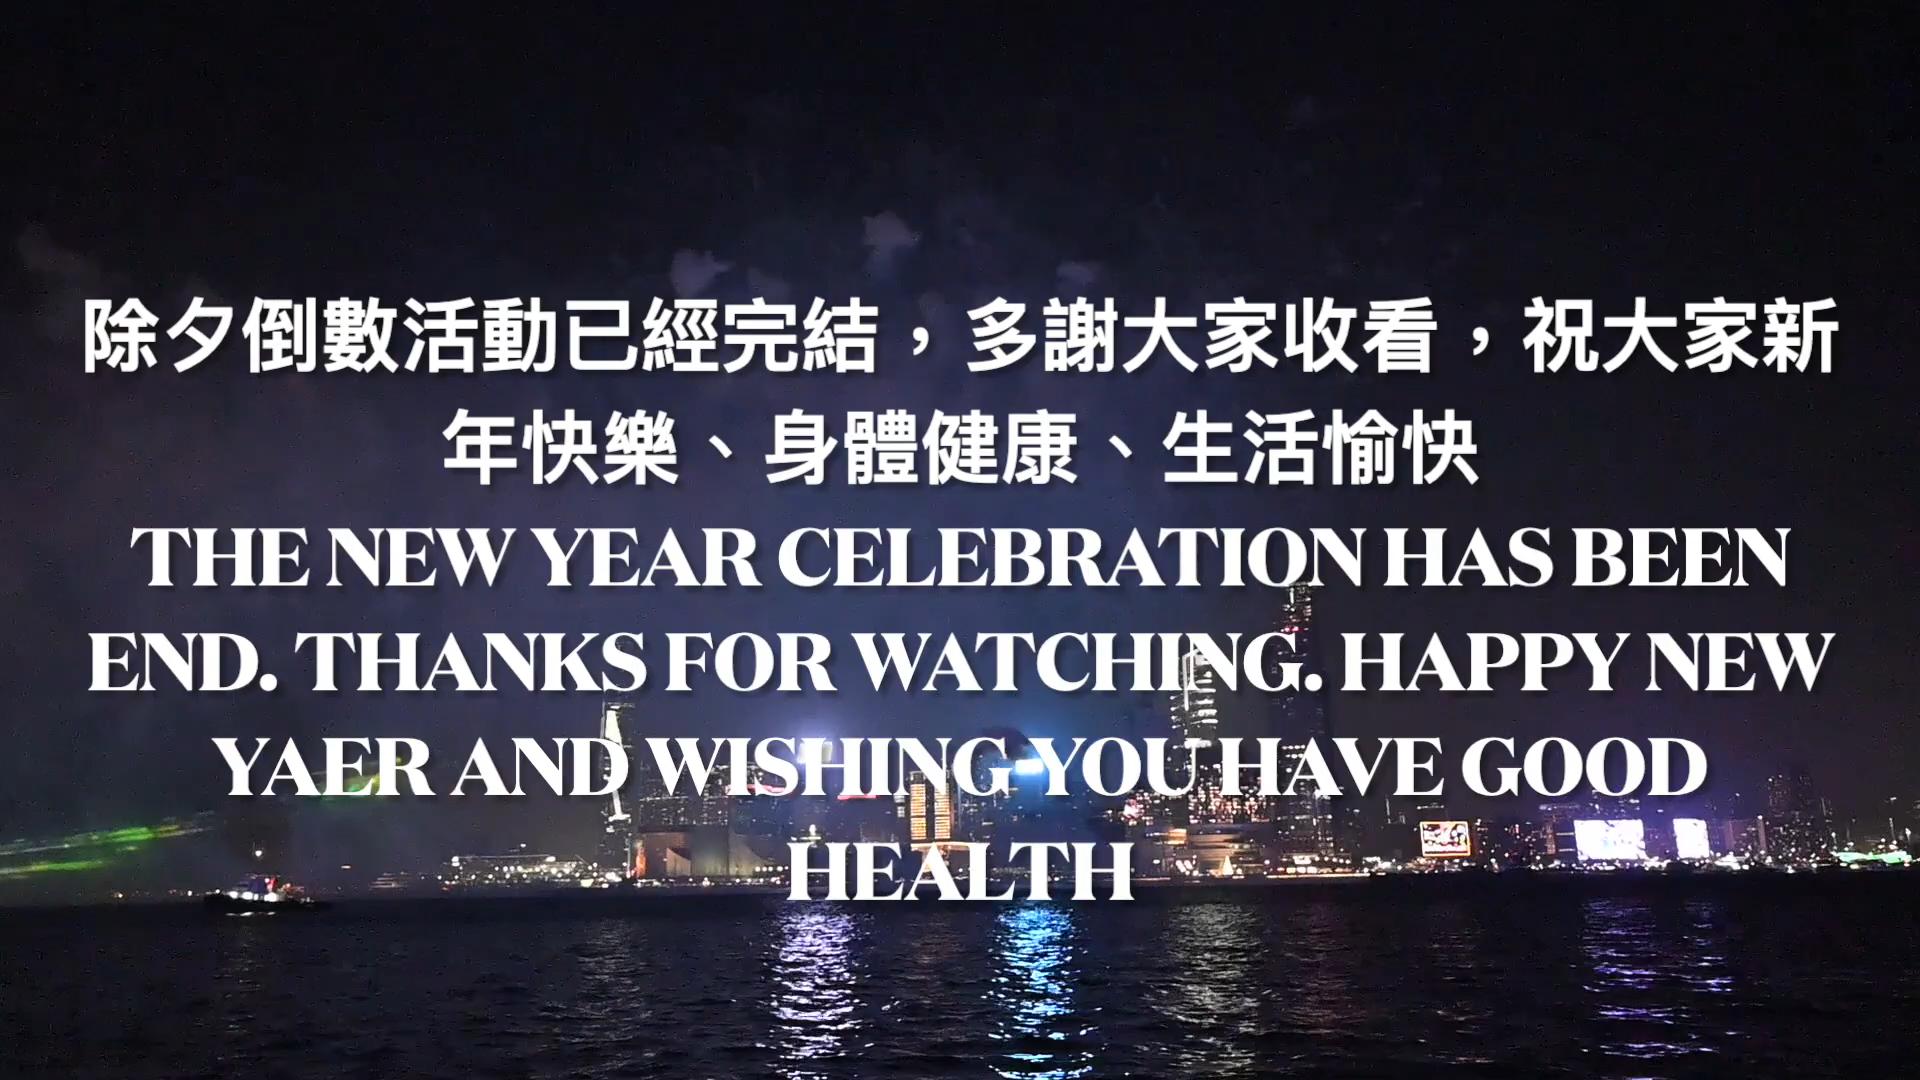 除夕倒數活動已經完結，多謝大家收看，祝大家新
年快樂、身體健康、生活愉快
THE NEW YEAR CELEBRATION HAS BEEN
END. THANKS FOR WATCHING. HAPPY NEW
YAER AND WISHING YOU HAVE GOOD
HEALTH